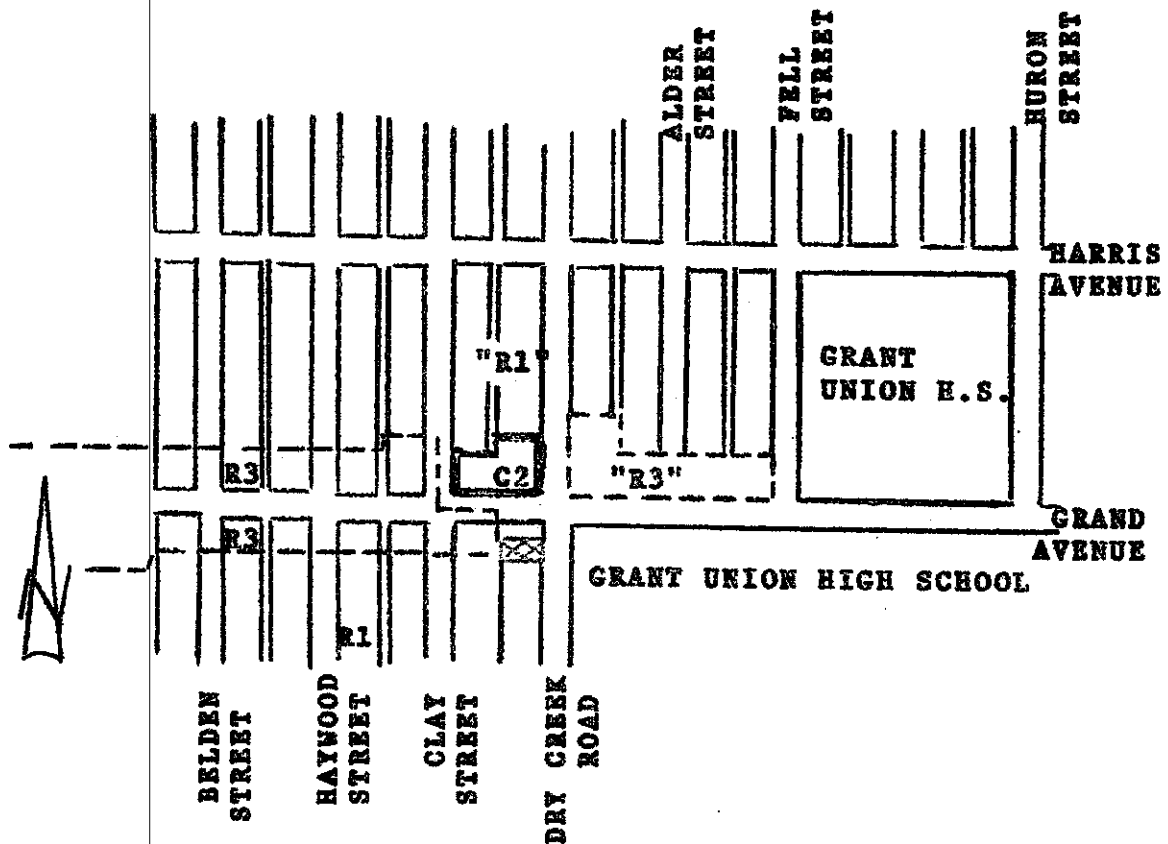 ALDER
STREET
FELL
STREET
HURON
STREET
HARRIS
AVENUE
"R1"
GRANT
UNION H.S.
R3
C2
"R3"
R3
GRAND
AVENUE
GRANT UNION HIGH SCHOOL
N
R1
BELDEN
STREET
HAYWOOD
STREET
CLAY
STREET
DRY CREEK
ROAD